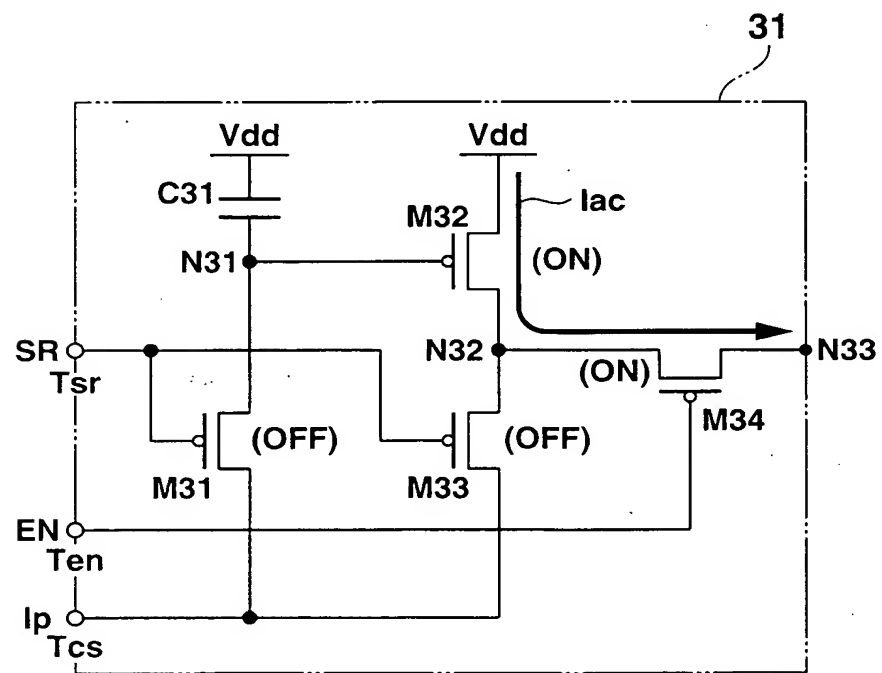 31
Vdd
Vdd
C31
M32
Iac
N31
(ON)
SR
Tsr
N32
(ON)
N33
M34
(OFF)
(OFF)
M31
M33
EN
Ten
Ip
Tcs